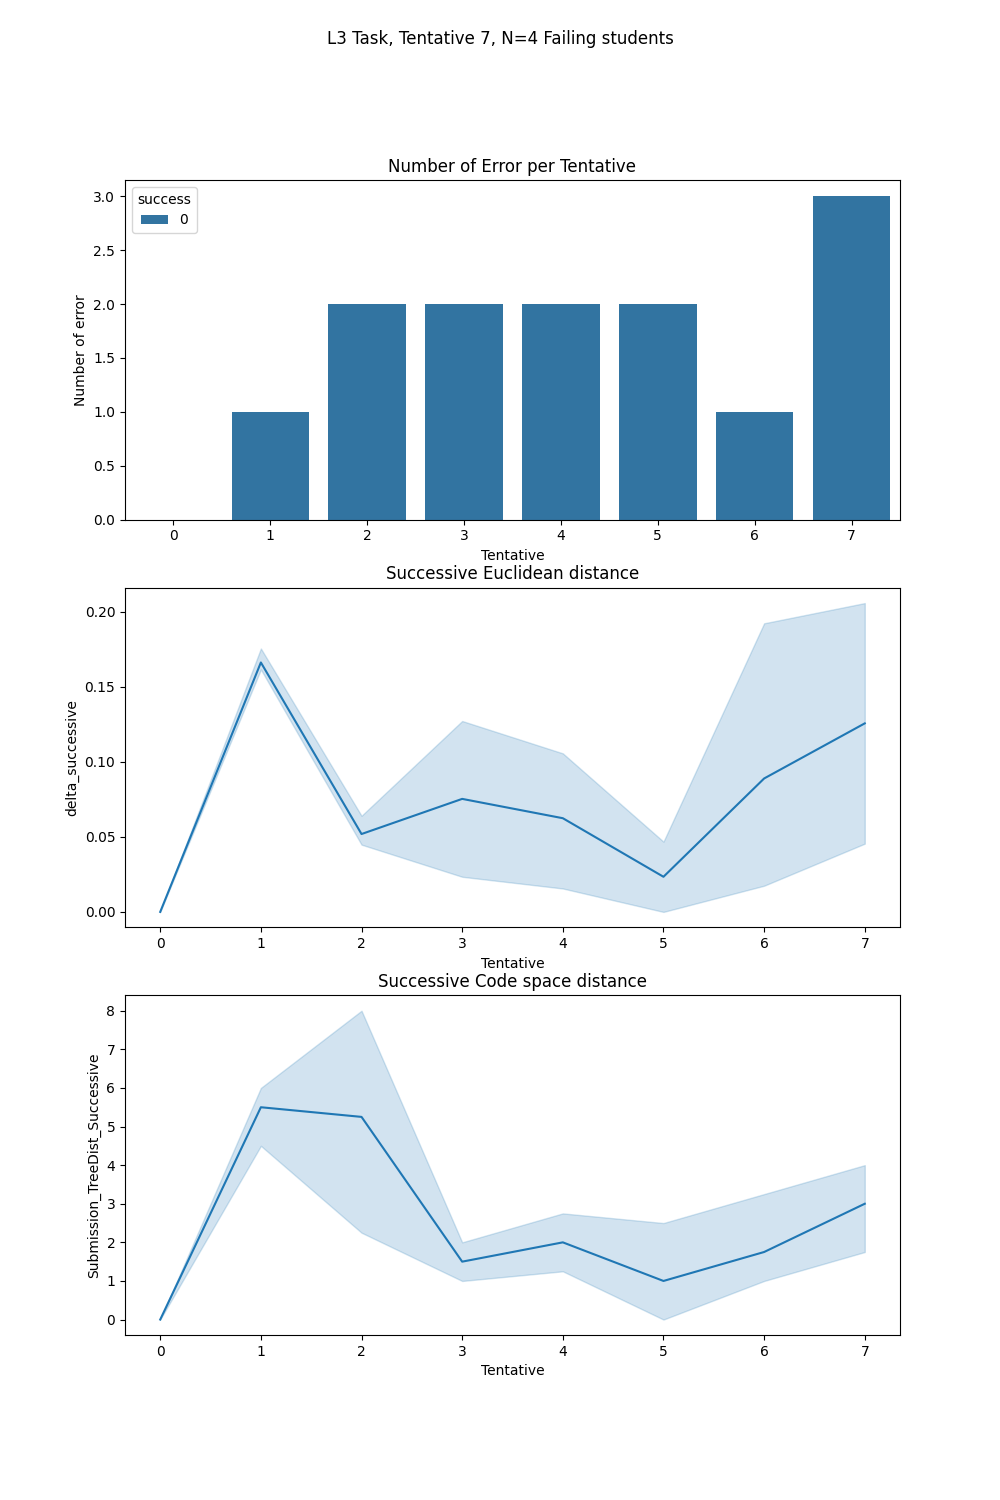 L3 Task, Tentative 7, N=4 Failing students
Number of Error per Tentative
success
0
3.0
2.5
2.0
1.5
1.0
0.5
0.0
Number of error
0 1 2 3 4 5 6 7
Tentative
Successive Euclidean distance
0.20
0.15
0.10
0.05
0.00
delta_successive
0 1 2 3 4 5 6 7
Tentative
Successive Code space distance
8
7
6
5
4
3
2
1
0
Submission_TreeDist_Successive
0 1 2 3 4 5 6 7
Tentative